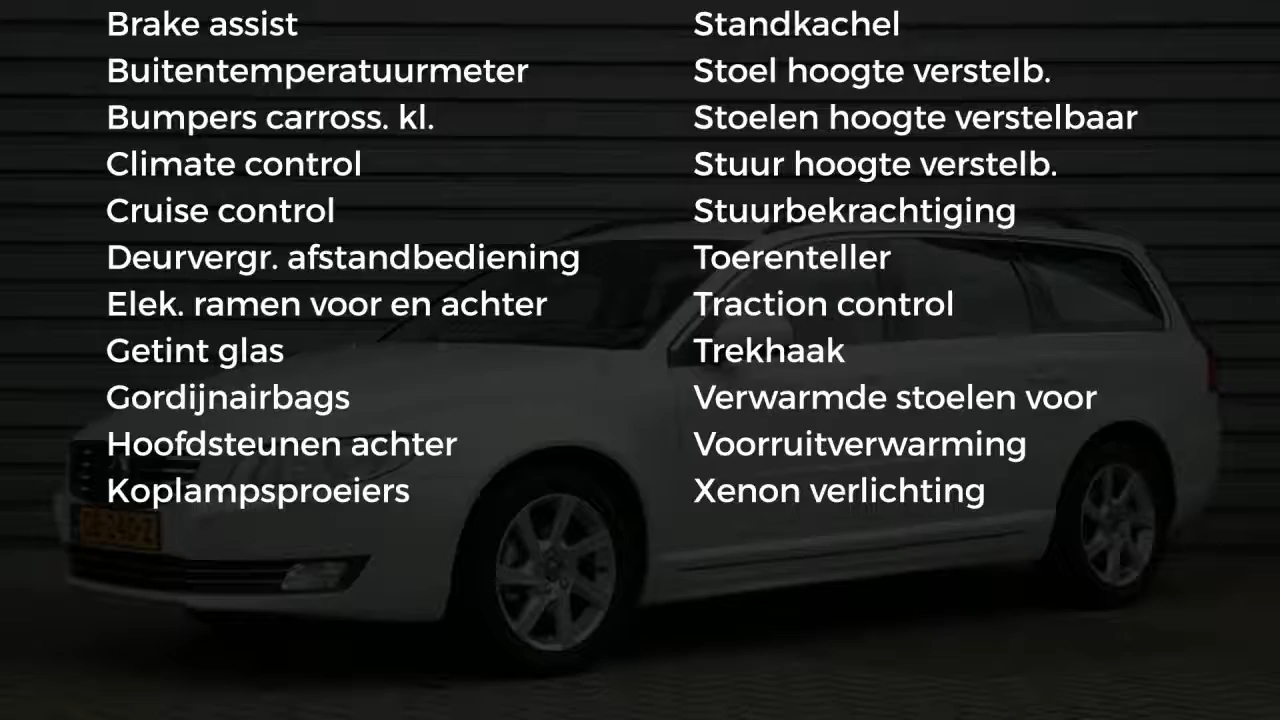 Brake assist
Buitentemperatuurmeter
Bumpers carross. kl.
Climate control
Cruise control
Deurvergr. afstandbediening
Elek. ramen voor en achter
Getint glas
Gordijnairbags
Hoofdsteunen achter
Koplampsproeiers
Standkachel
Stoel hoogte verstelb.
Stoelen hoogte verstelbaar
Stuur hoogte verstelb.
Stuurbekrachtiging
Toerenteller
Traction control
Trekhaak
Verwarmde stoelen voor
Voorruitverwarming
Xenon verlichting